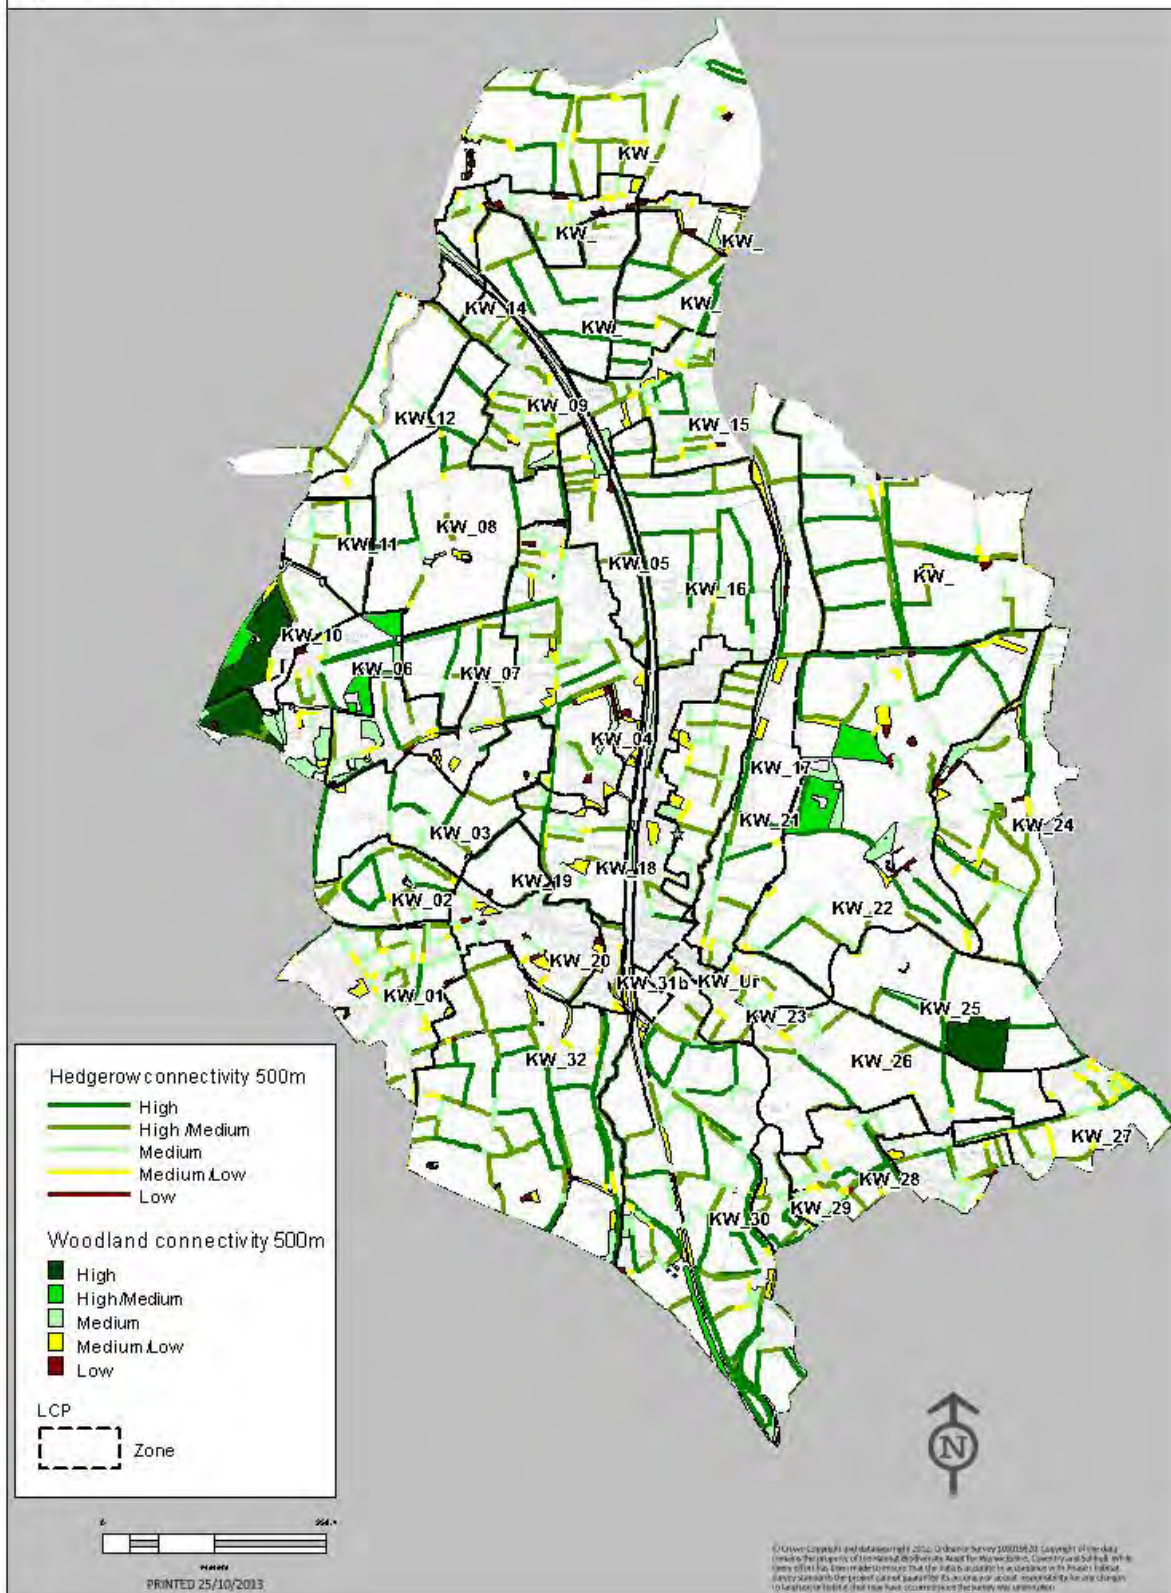 KW_
KW_
KW_
KW_
KW_14
KW_
KW_09
KW_12
KW_15
KW_08
KW_11
KW_05
KW_16
KW_
KW_10
KW_06
KW_07
KW_04
KW_17
KW_21
KW_24
KW_03
KW_18
KW_19
KW_02
KW_22
KW_20
KW_31b
KW_Ur
KW_01
KW_23
KW_25
KW_32
KW_26
KW_27
KW_28
KW_29
KW_30
Hedgerow connectivity 500m
High
High /Medium
Medium
Medium/Low
Low
Woodland connectivity 500m
High
High/Medium
Medium
Medium/Low
Low
LCP
Zone
N
PRINTED 25/10/2013